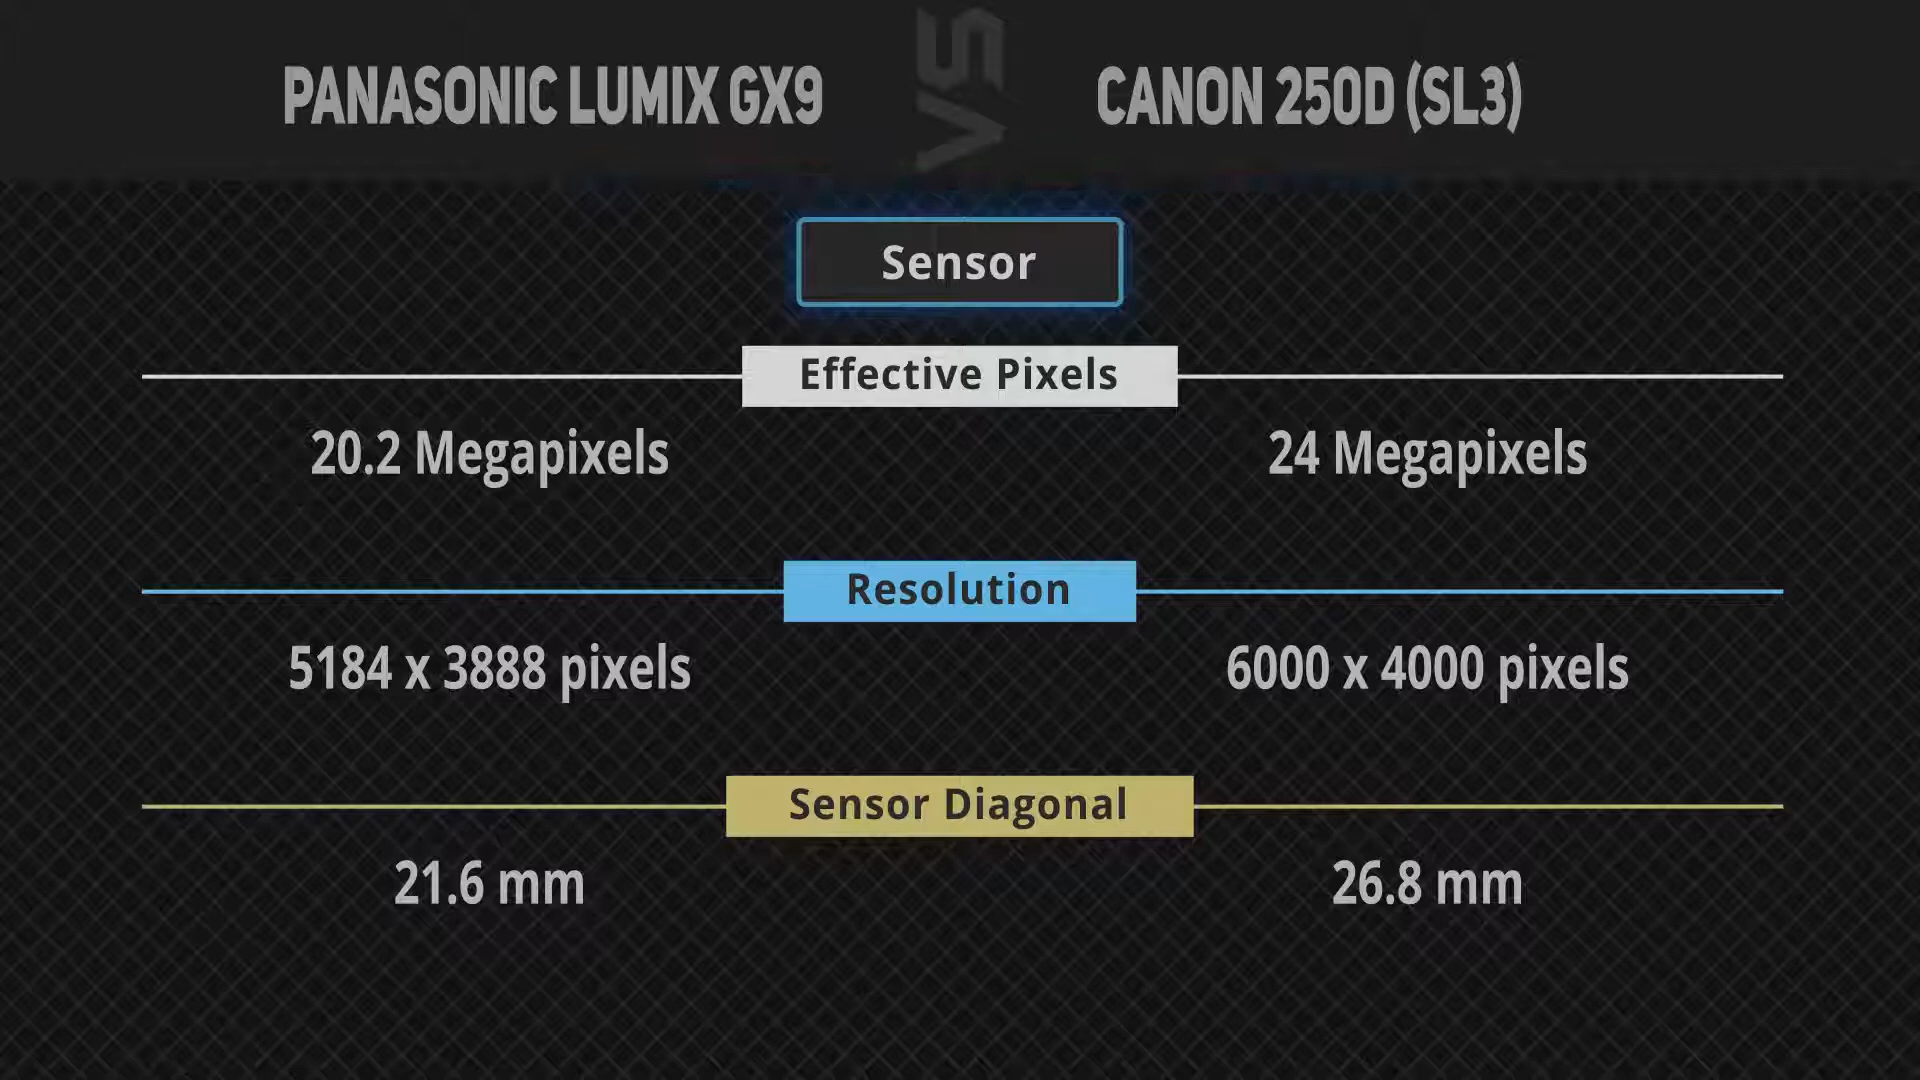 PANASONIC LUMIX GX9
VS
CANON 250D (SL3)
Sensor
Effective Pixels
20.2 Megapixels
24 Megapixels
Resolution
5184 x 3888 pixels
6000 x 4000 pixels
Sensor Diagonal
21.6 mm
26.8 mm